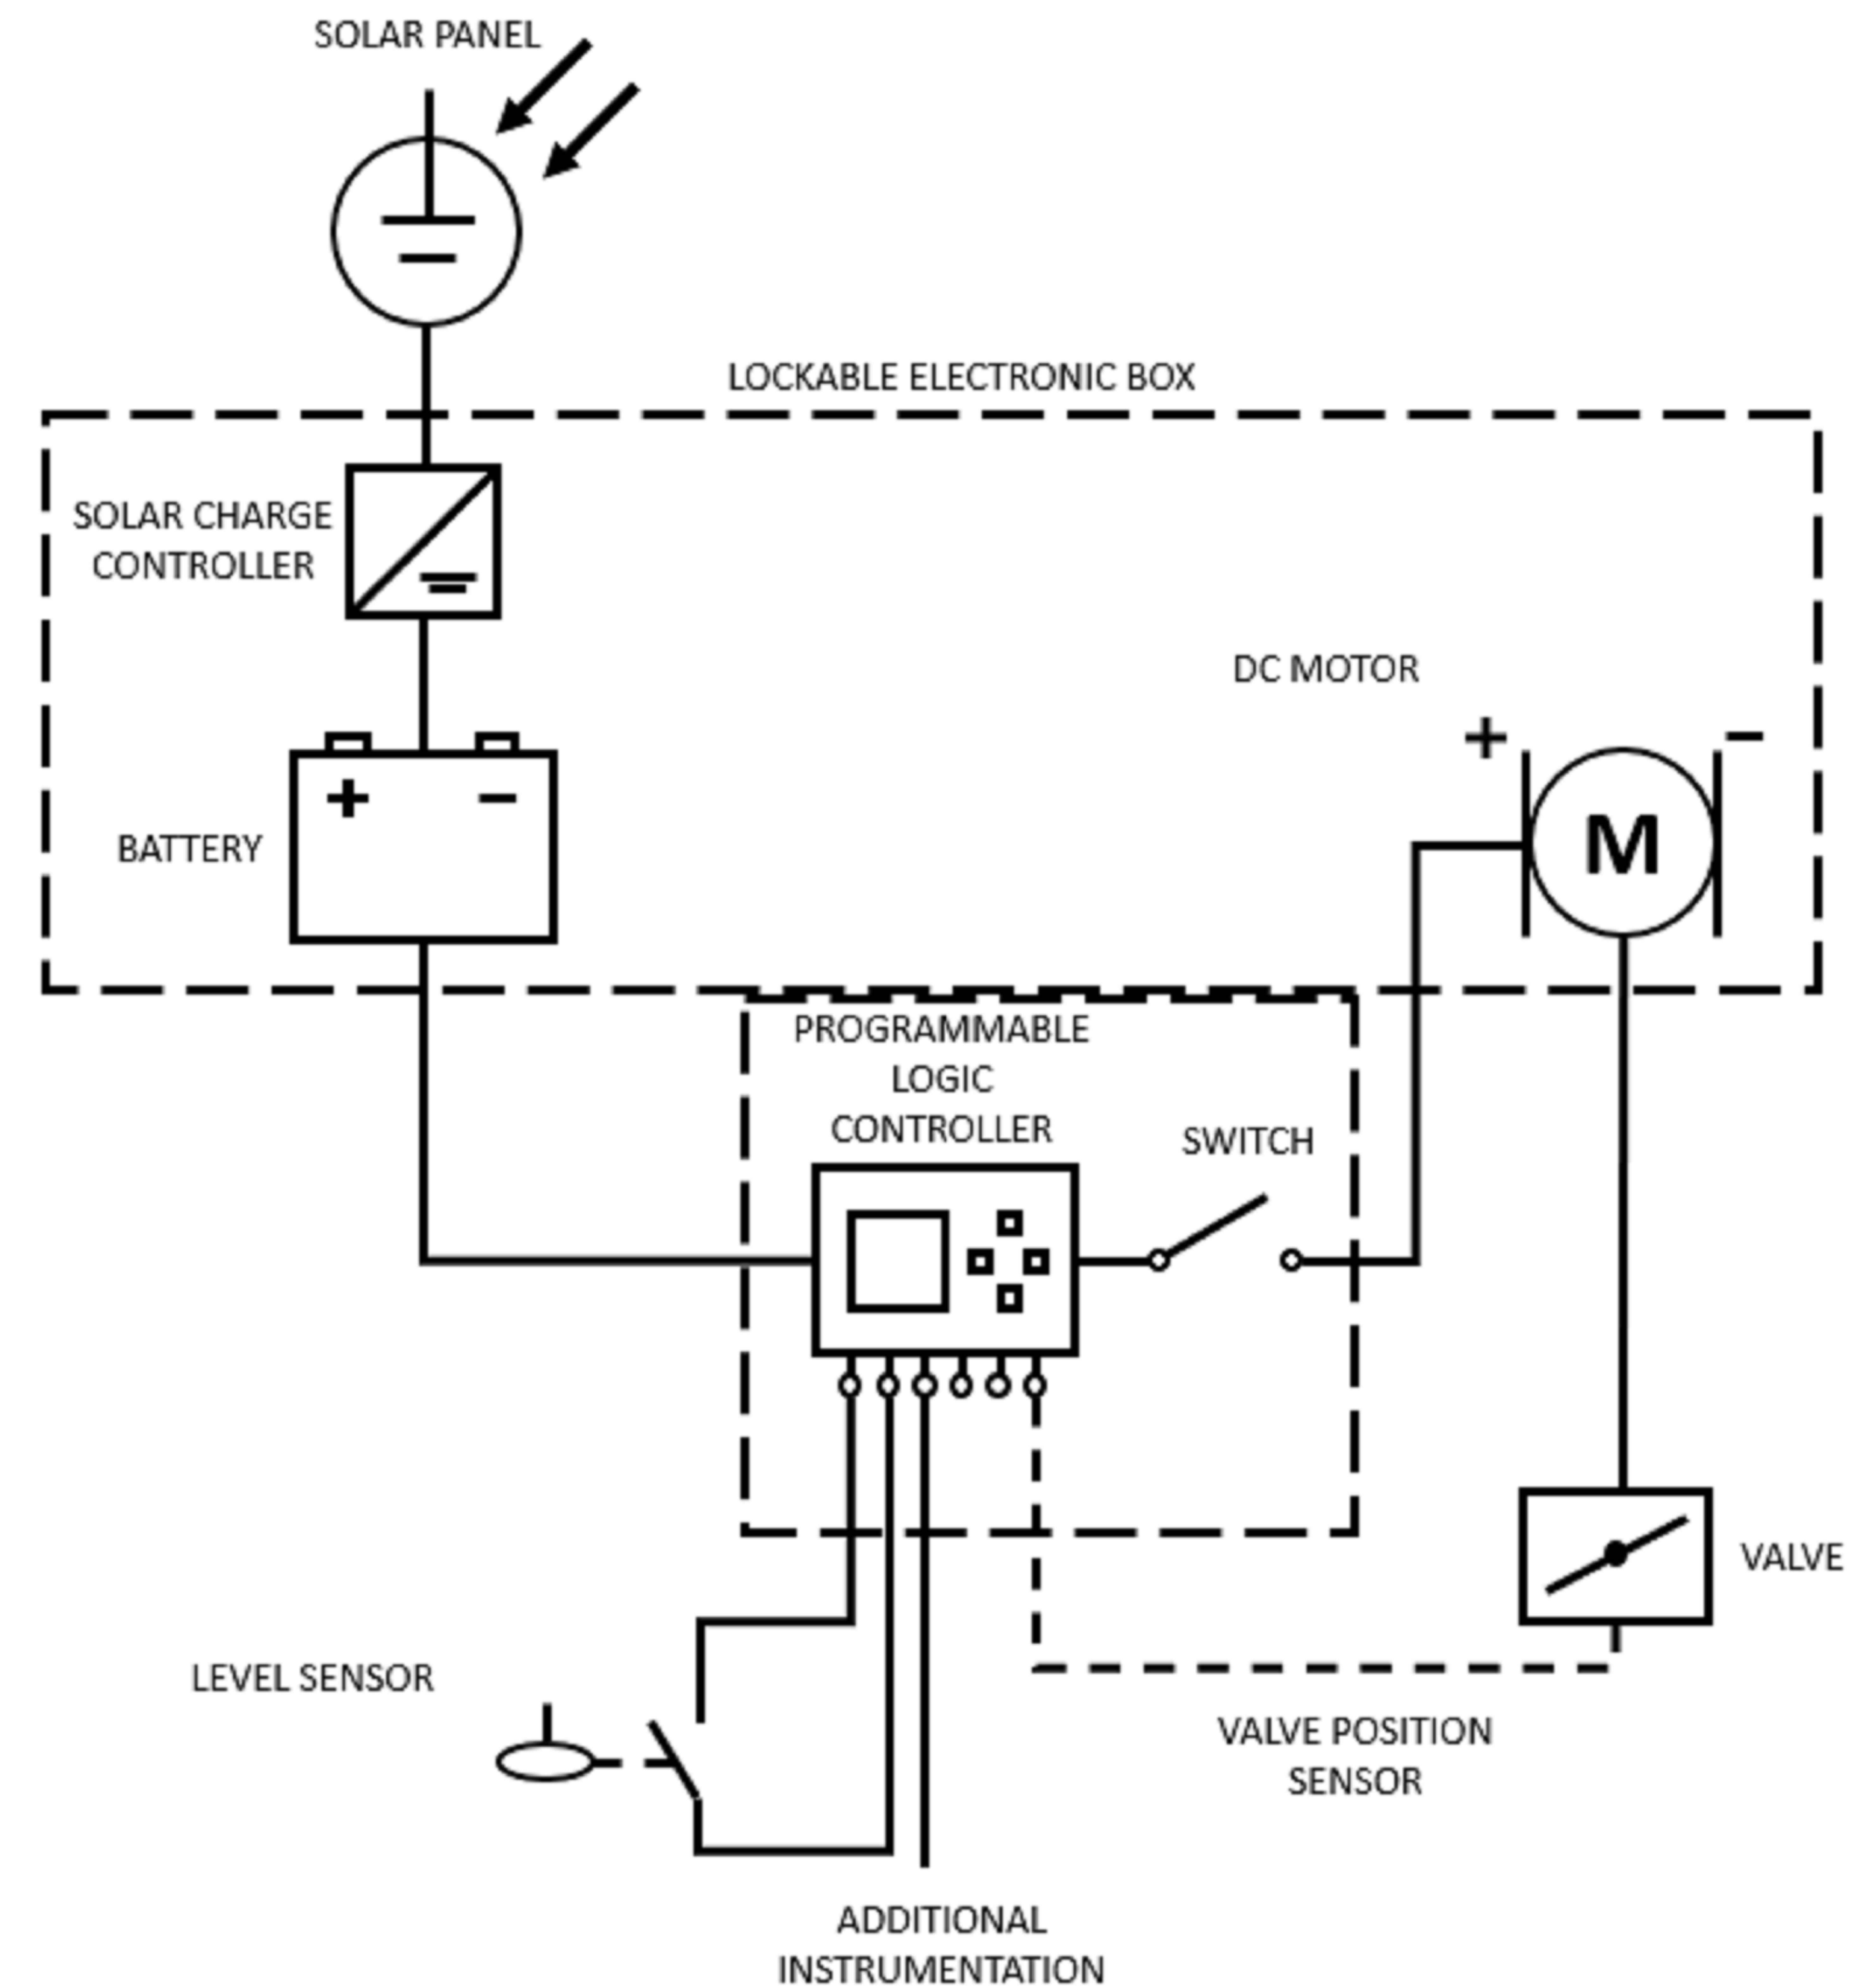 SOLAR PANEL
LOCKABLE ELECTRONIC BOX
SOLAR CHARGE
CONTROLLER
DC MOTOR
+ −
M
+ −
BATTERY
PROGRAMMABLE
LOGIC
CONTROLLER
SWITCH
VALVE
LEVEL SENSOR
VALVE POSITION
SENSOR
ADDITIONAL
INSTRUMENTATION